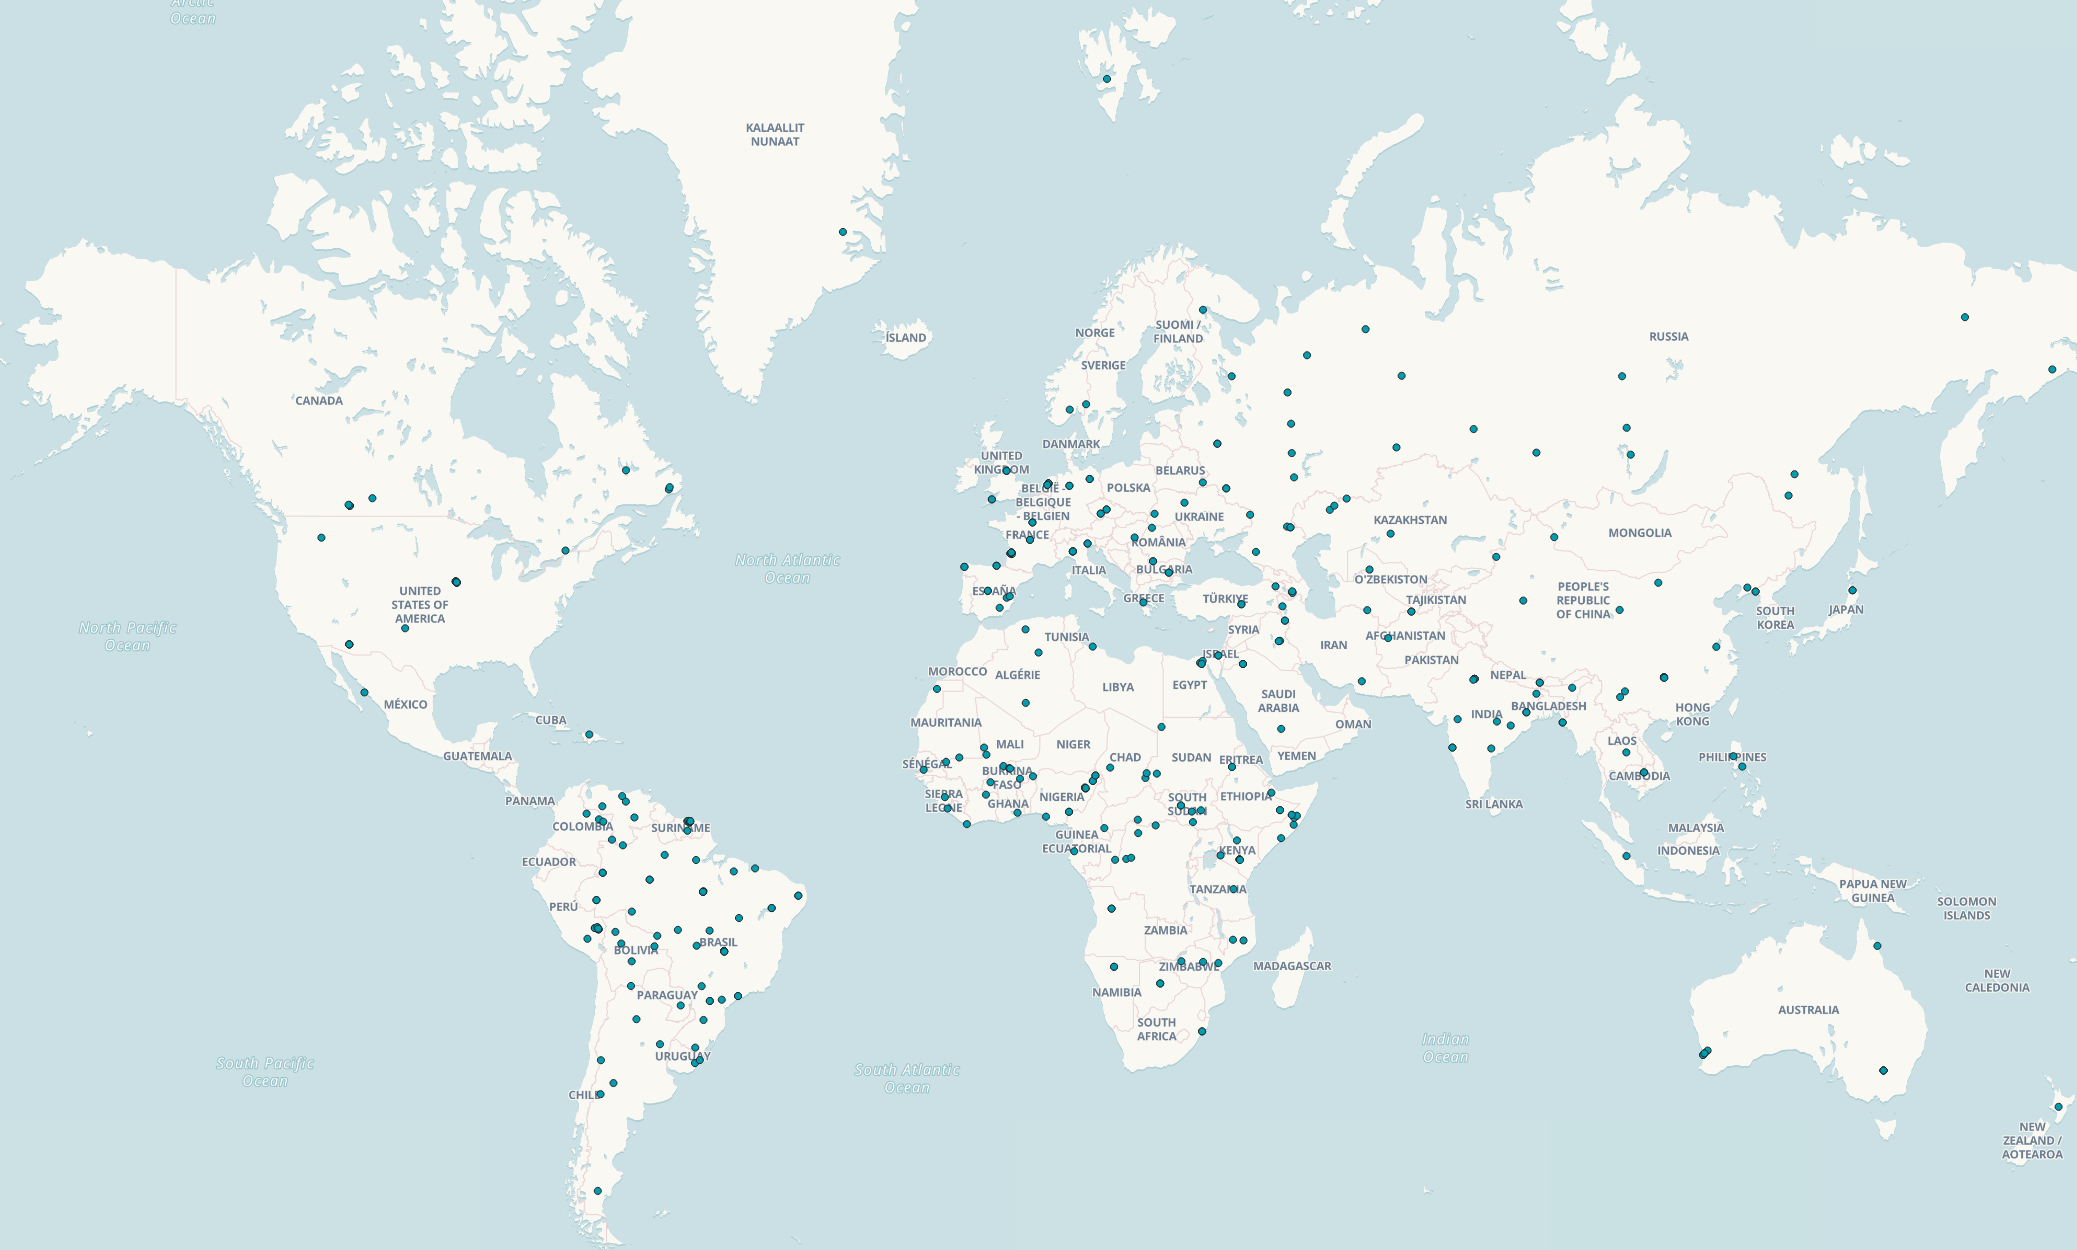 Arctic
Ocean
KALAALLIT
NUNAAT
ÍSLAND
NORGE
SUOMI /
FINLAND
SVERIGE
RUSSIA
CANADA
DANMARK
UNITED
KINGDOM
BELARUS
BELGIË -
BELGIQUE
- BELGIEN
POLSKA
UKRAINE
FRANCE
ROMÂNIA
ITALIA
BULGARIA
KAZAKHSTAN
MONGOLIA
North Atlantic
Ocean
UNITED
STATES OF
AMERICA
ESPAÑA
GREECE
TÜRKIYE
O'ZBEKISTON
TAJIKISTAN
PEOPLE'S
REPUBLIC
OF CHINA
SOUTH
KOREA
JAPAN
North Pacific
Ocean
TUNISIA
SYRIA
ISRAEL
IRAN
AFGHANISTAN
PAKISTAN
MOROCCO
ALGÉRIE
LIBYA
EGYPT
NEPAL
MÉXICO
CUBA
SAUDI
ARABIA
OMAN
INDIA
BANGLADESH
HONG
KONG
MAURITANIA
GUATEMALA
MALI
NIGER
CHAD
SUDAN
ERITREA
YEMEN
LAOS
PHILIPPINES
SÉNÉGAL
BURKINA
FASO
CAMBODIA
PANAMA
SIERRA
LEONE
GHANA
NIGERIA
SOUTH
SUDAN
ETHIOPIA
SRI LANKA
COLOMBIA
SURINAME
GUINEA
ECUATORIAL
KENYA
MALAYSIA
INDONESIA
ECUADOR
TANZANIA
PAPUA NEW
GUINEA
SOLOMON
ISLANDS
PERÚ
BRASIL
BOLIVIA
ZAMBIA
ZIMBABWE
MADAGASCAR
NEW
CALEDONIA
PARAGUAY
NAMIBIA
AUSTRALIA
SOUTH
AFRICA
URUGUAY
South Pacific
Ocean
South Atlantic
Ocean
Indian
Ocean
CHILE
NEW
ZEALAND /
AOTEAROA